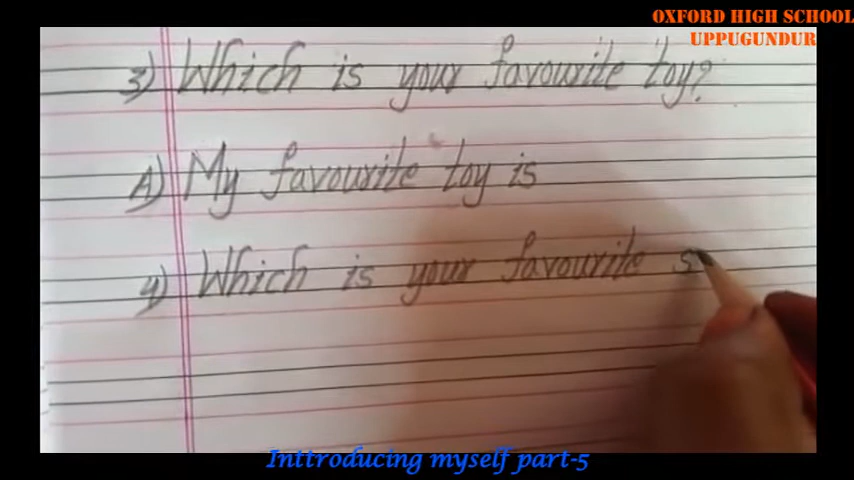 OXFORD HIGH SCHOOL
UPPUGUNDUR
3) Which is your favourite toy?
A) My favourite toy is
4) Which is your favourite s
Inttroducing myself part-5